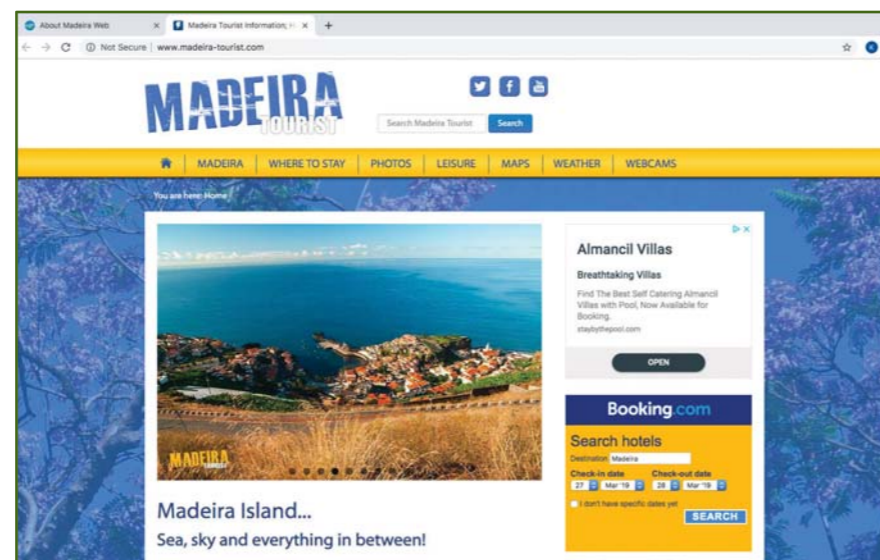 About Madeira Web
Madeira Tourist Information; H
Not Secure www.madeira-tourist.com
MADEIRA
TOURIST
Search Madeira Tourist Search
MADEIRA WHERE TO STAY PHOTOS LEISURE MAPS WEATHER WEBCAMS
You are here: Home
MADEIRA
TOURIST
Madeira Island...
Sea, sky and everything in between!
Almancil Villas
Breathtaking Villas
Find The Best Self Catering Almancil
Villas with Pool, Now Available for
Booking.
staybythepool.com
OPEN
Booking.com
Search hotels
Destination Madeira
Check-in date Check-out date
27 Mar '19 28 Mar '19
I don't have specific dates yet
SEARCH